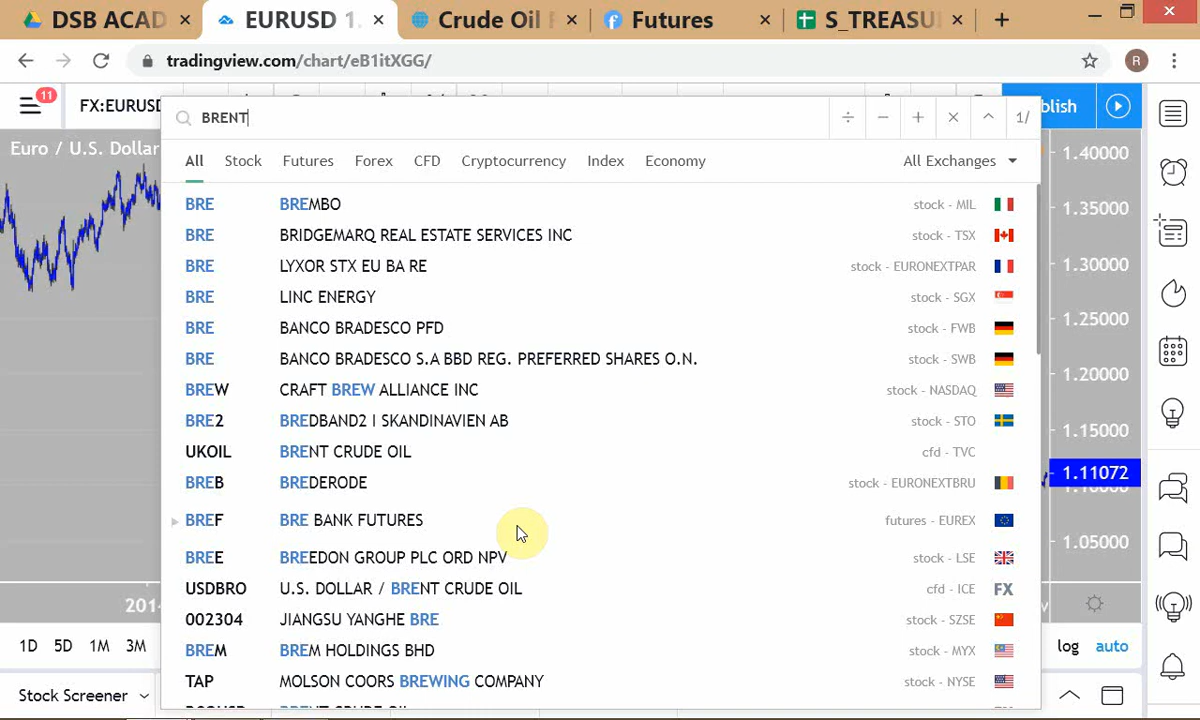 DSB ACAD
EURUSD 1.
Crude Oil F
Futures
S_TREASU
tradingview.com/chart/eB1itXGG/
R
11
FX:EURUSD
blish
BRENT
1/
All Stock Futures Forex CFD Cryptocurrency Index Economy All Exchanges
Euro / U.S. Dollar
BRE BREMBO stock - MIL
BRE BRIDGEMARQ REAL ESTATE SERVICES INC stock - TSX
BRE LYXOR STX EU BA RE stock - EURONEXTPAR
BRE LINC ENERGY stock - SGX
BRE BANCO BRADESCO PFD stock - FWB
BRE BANCO BRADESCO S.A BBD REG. PREFERRED SHARES O.N. stock - SWB
BREW CRAFT BREW ALLIANCE INC stock - NASDAQ
BRE2 BREDBAND2 I SKANDINAVIEN AB stock - STO
UKOIL BRENT CRUDE OIL cfd - TVC
BREB BREDERODE stock - EURONEXTBRU
BREF BRE BANK FUTURES futures - EUREX
BREE BREEDON GROUP PLC ORD NPV stock - LSE
USDBRO U.S. DOLLAR / BRENT CRUDE OIL cfd - ICE FX
002304 JIANGSU YANGHE BRE stock - SZSE
BREM BREM HOLDINGS BHD stock - MYX
TAP MOLSON COORS BREWING COMPANY stock - NYSE
1.40000
1.35000
1.30000
1.25000
1.20000
1.15000
1.11072
1.05000
2014
1D 5D 1M 3M
log auto
Stock Screener